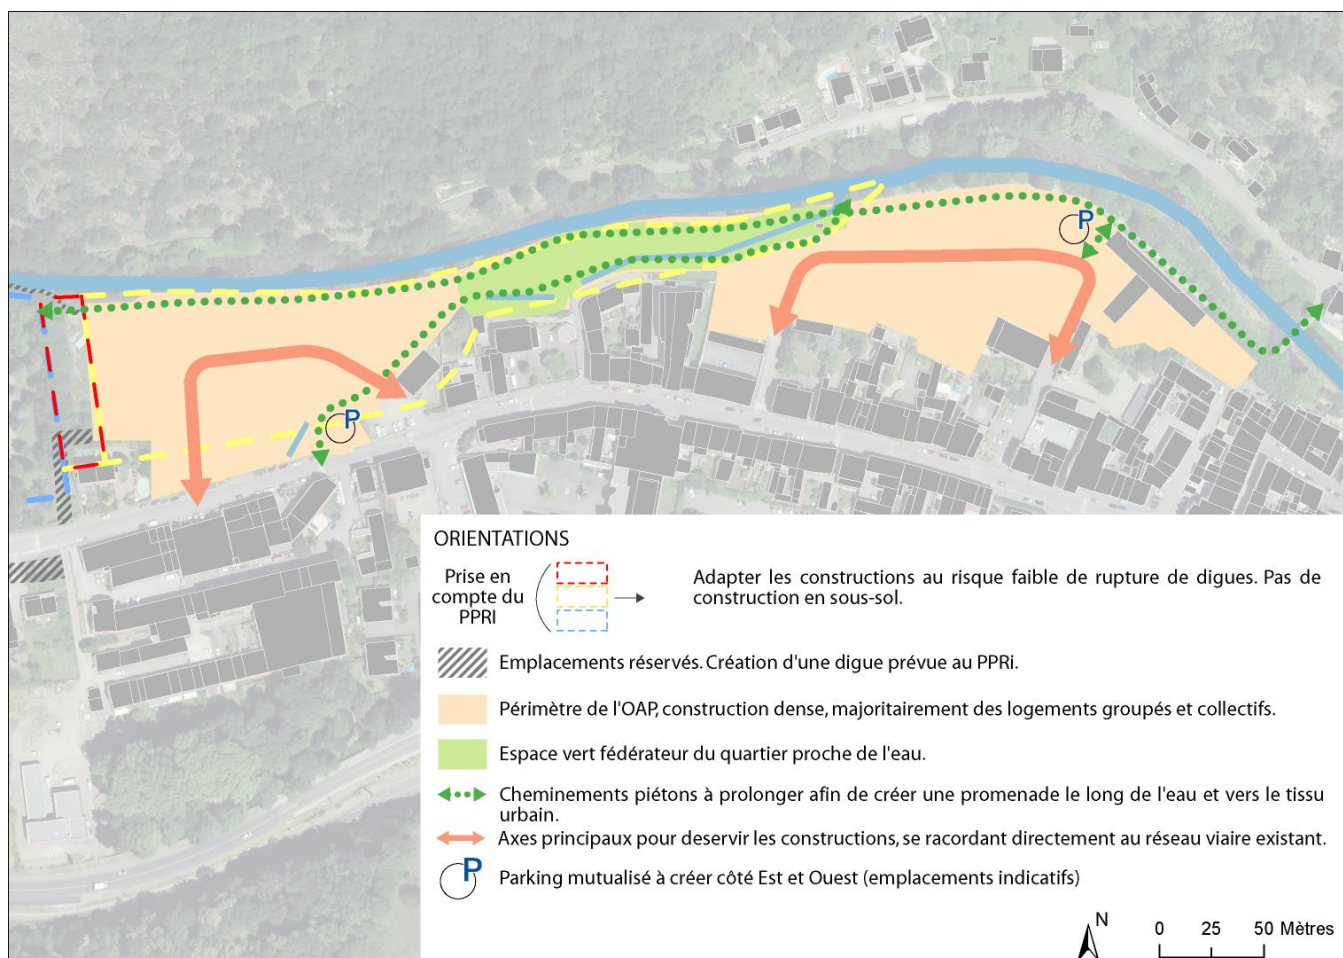 P
P
ORIENTATIONS
Prise en
compte du
PPRI
Adapter les constructions au risque faible de rupture de digues. Pas de
construction en sous-sol.
Emplacements réservés. Création d'une digue prévue au PPRi.
Périmètre de l'OAP, construction dense, majoritairement des logements groupés et collectifs.
Espace vert fédérateur du quartier proche de l'eau.
Cheminements piétons à prolonger afin de créer une promenade le long de l'eau et vers le tissu
urbain.
Axes principaux pour deservir les constructions, se racordant directement au réseau viaire existant.
P
Parking mutualisé à créer côté Est et Ouest (emplacements indicatifs)
N
0 25 50 Mètres